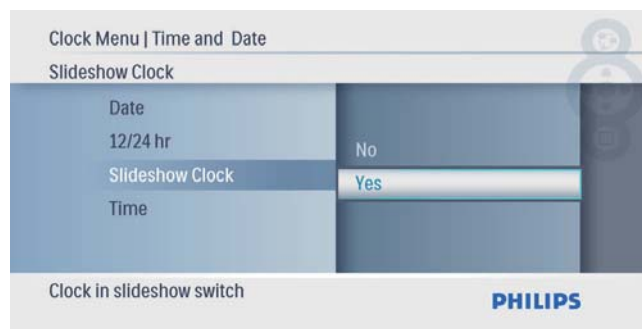 Clock Menu | Time and Date
Slideshow Clock
Date
12/24 hr
Slideshow Clock
Time
No
Yes
Clock in slideshow switch
PHILIPS